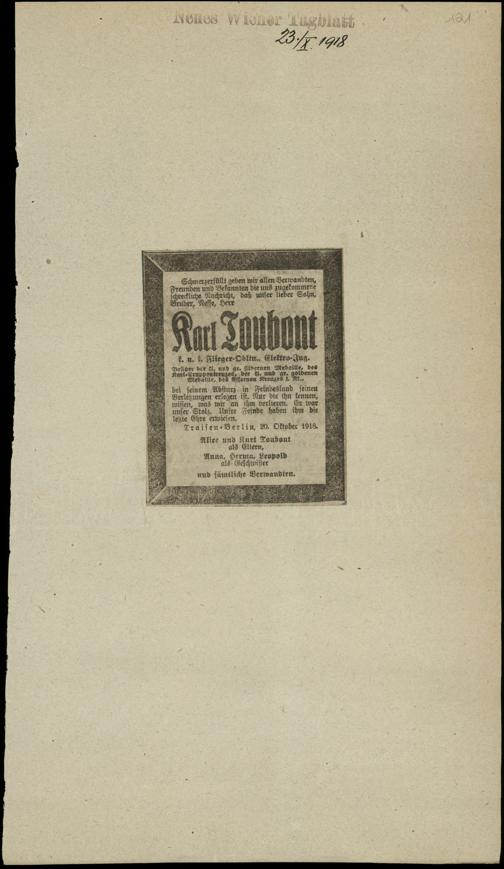 Neues Wiener Tagblatt
121
23./X. 1918
Schmerzerfüllt geben wir allen Verwandten,
Freunden und Bekannten die uns zugekommene
schreckliche Nachricht, daß unser lieber Sohn,
Bruder, Neffe, Herr
Karl Toubont
k. u. k. Flieger-Obltn., Elektro-Ing.
Besitzer der kl. und gr. silbernen Medaille, des
Karl-Truppenkreuzes, der kl. und gr. goldenen
Medaille, des Eisernen Kreuzes
bei seinem Absturz in Feindesland seinen
Verletzungen erlegen ist. Nur die ihn kennen,
wissen, was wir an ihm verlieren. Er war
unser Stolz. Unsre Feinde haben ihm die
letzte Ehre erwiesen.
Traisen-Berlin, 20. Oktober 1918.
Alice und Kurt Toubont
als Eltern,
Anna, Herma, Leopold
als Geschwister
und sämtliche Verwandten.